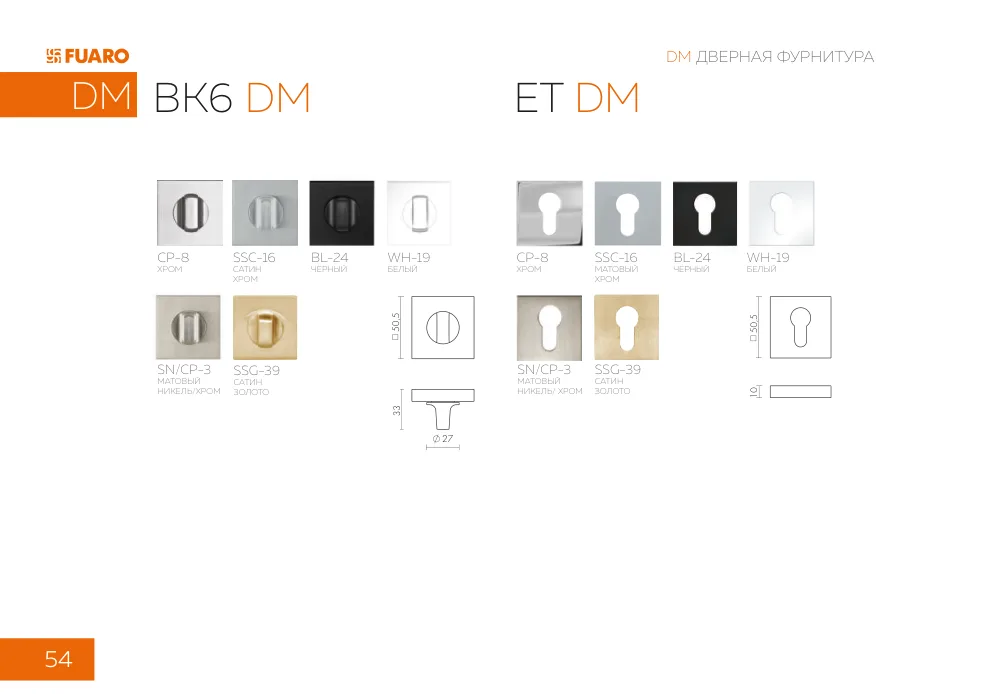 FUARO
DM ДВЕРНАЯ ФУРНИТУРА
DM BK6 DM
ET DM
CP-8
ХРОМ
SSC-16
САТИН
ХРОМ
BL-24
ЧЕРНЫЙ
WH-19
БЕЛЫЙ
SN/CP-3
МАТОВЫЙ
НИКЕЛЬ/ХРОМ
SSG-39
САТИН
ЗОЛОТО
□50,5
33
Ø 27
CP-8
ХРОМ
SSC-16
МАТОВЫЙ
ХРОМ
BL-24
ЧЕРНЫЙ
WH-19
БЕЛЫЙ
SN/CP-3
МАТОВЫЙ
НИКЕЛЬ/ ХРОМ
SSG-39
САТИН
ЗОЛОТО
□50,5
10
54